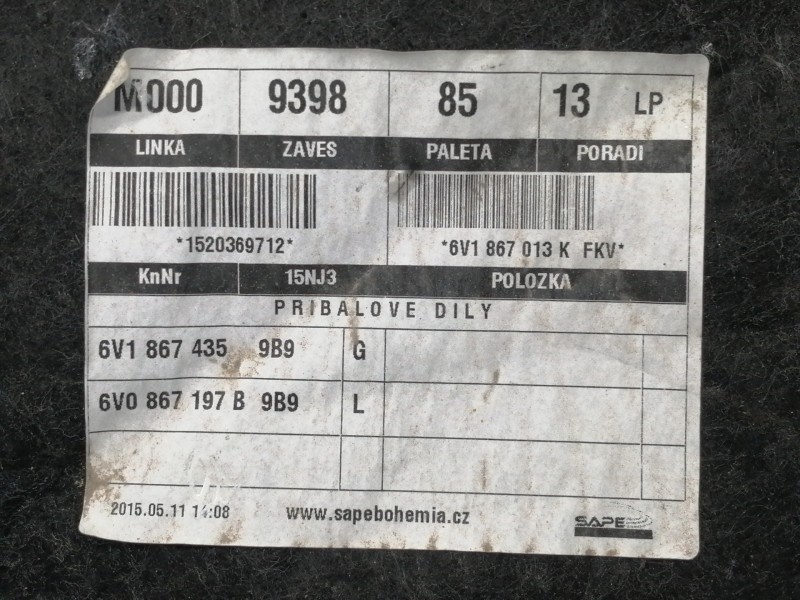 M000 9398 85 13 LP
LINKA ZAVES PALETA PORADI
*1520369712* *6V1 867 013 K FKV*
KnNr 15NJ3 POLOZKA
PRIBALOVE DILY
6V1 867 435 9B9 G
6V0 867 197 B 9B9 L
2015.05.11 14:08 www.sapebohemia.cz SAPE